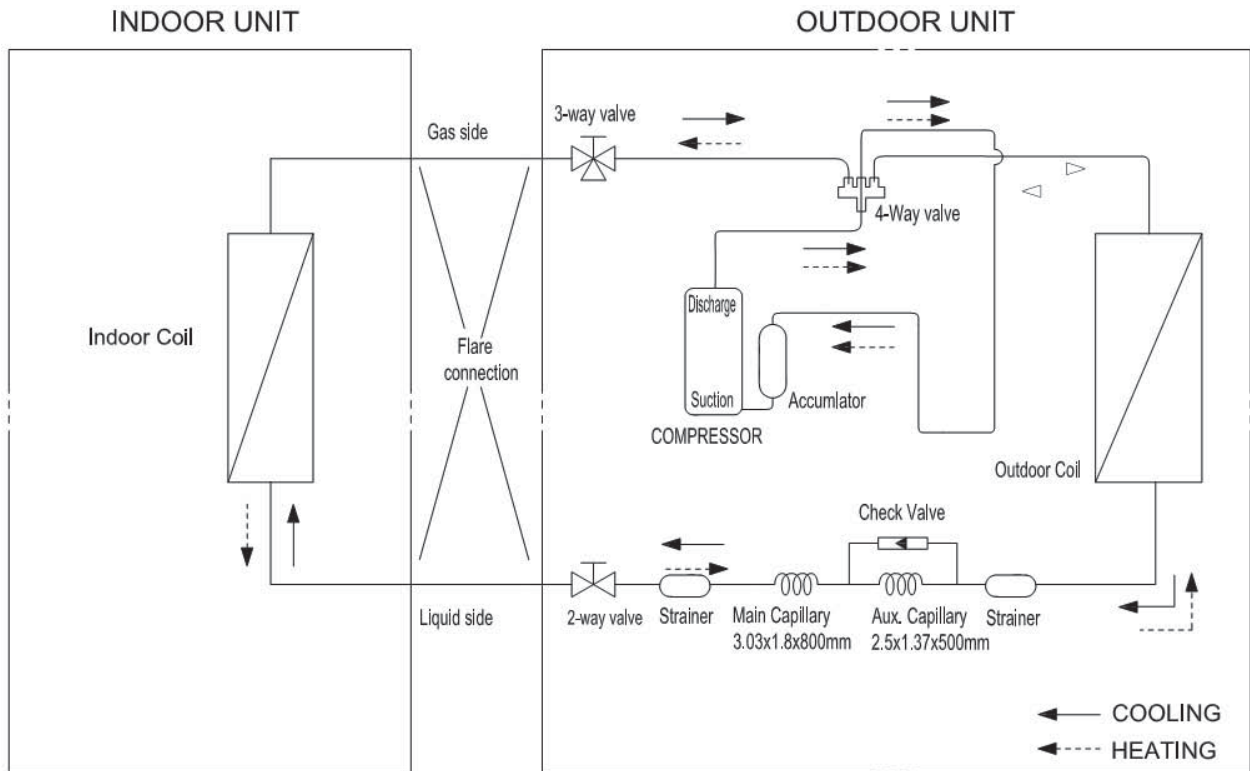 INDOOR UNIT
OUTDOOR UNIT
3-way valve
Gas side
4-Way valve
Discharge
Indoor Coil
Flare
connection
Suction
Accumlator
COMPRESSOR
Outdoor Coil
Check Valve
Liquid side
2-way valve
Strainer
Main Capillary
3.03x1.8x800mm
Aux. Capillary
2.5x1.37x500mm
Strainer
COOLING
HEATING